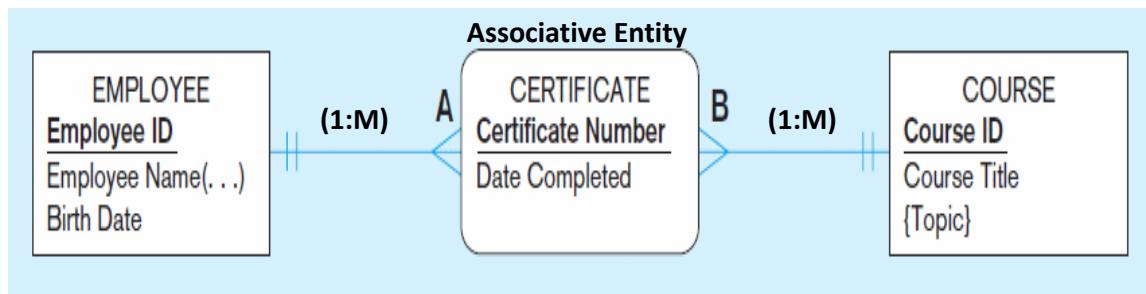 Associative Entity
EMPLOYEE
Employee ID
Employee Name(. . .)
Birth Date
(1:M)
A
CERTIFICATE
Certificate Number
Date Completed
B
(1:M)
COURSE
Course ID
Course Title
{Topic}